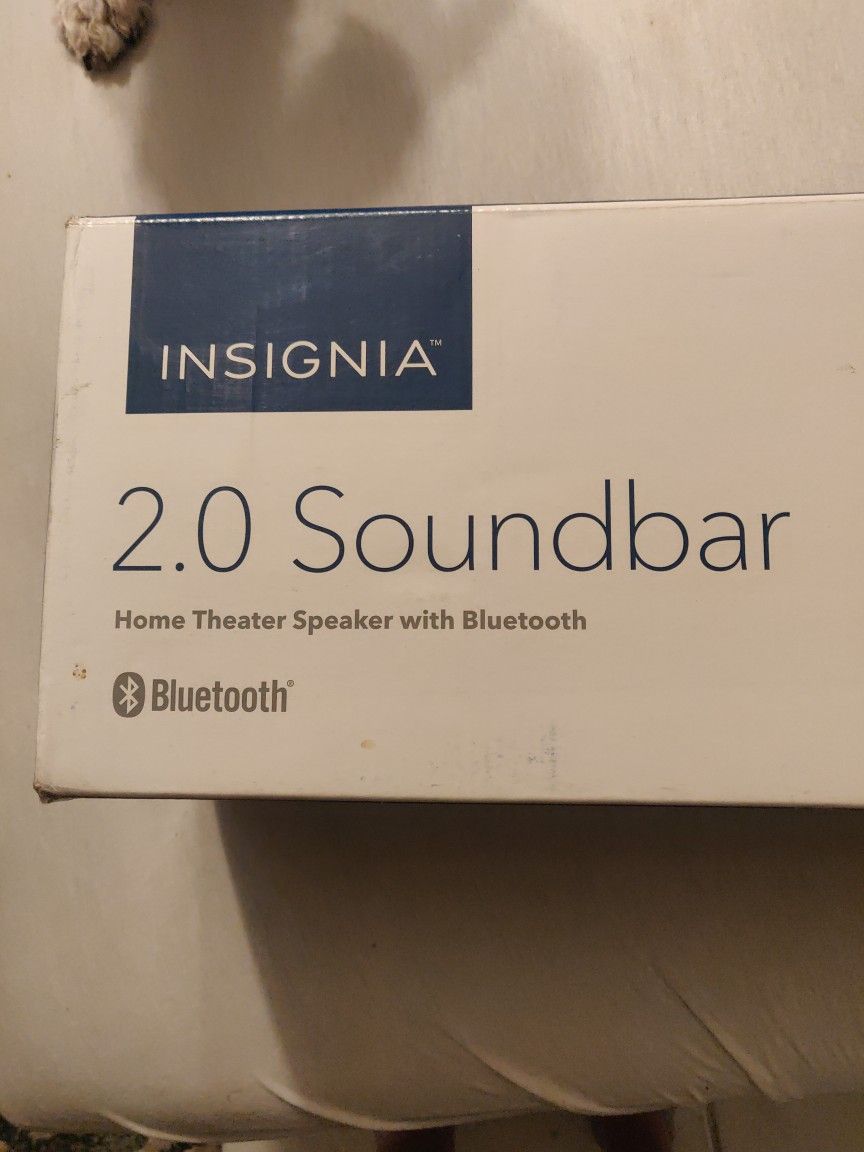 INSIGNIA™
2.0 Soundbar
Home Theater Speaker with Bluetooth
Bluetooth®